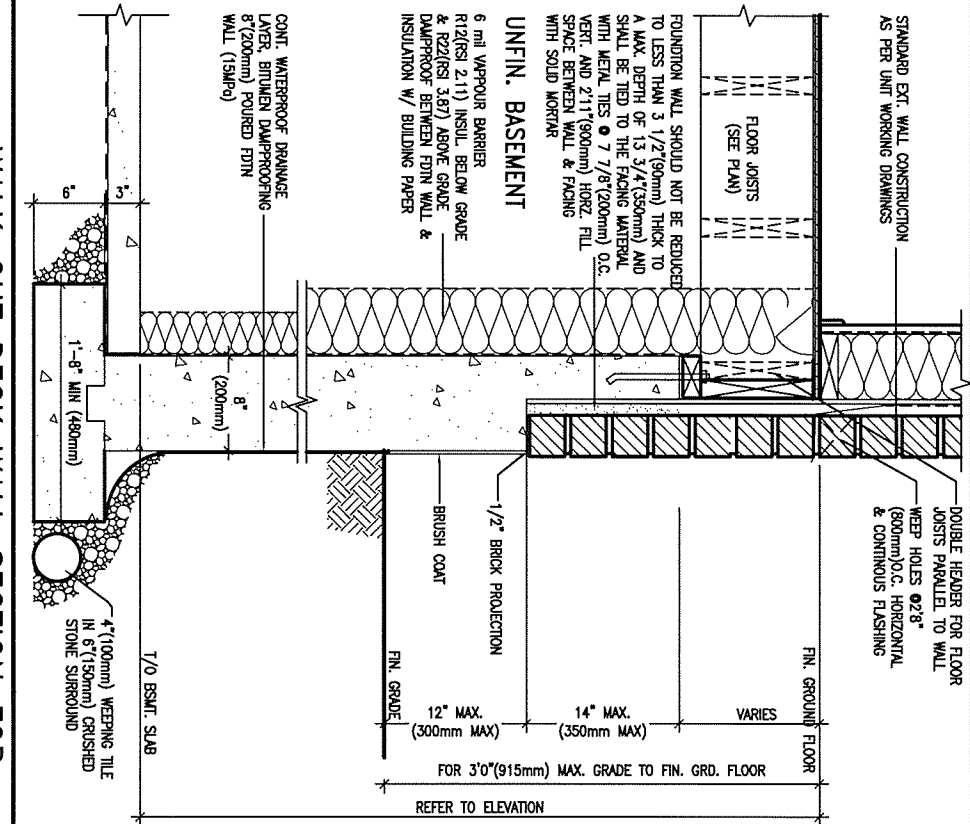 STANDARD EXT. WALL CONSTRUCTION
AS PER UNIT WORKING DRAWINGS
FLOOR JOISTS
(SEE PLAN)
FOUNDTION WALL SHOULD NOT BE REDUCED
TO LESS THAN 3 1/2"(90mm) THICK TO
A MAX. DEPTH OF 13 3/4"(350mm) AND
SHALL BE TIED TO THE FACING MATERIAL
WITH METAL TIES @ 7 7/8"(200mm) O.C.
VERT. AND 2'11"(900mm) HORZ. FILL
SPACE BETWEEN WALL & FACING
WITH SOLID MORTAR
UNFIN. BASEMENT
6 mil VAPPOUR BARRIER
R12(RSI 2.11) INSUL. BELOW GRADE
& R22(RSI 3.87) ABOVE GRADE
DAMPPROOF BETWEEN FDTN WALL &
INSULATION W/ BUILDING PAPER
CONT. WATERPROOF DRAINAGE
LAYER, BITUMEN DAMPPROOFING
8"(200mm) POURED FDTN
WALL (15MPa)
3"
6"
8"
(200mm)
1'-8" MIN (480mm)
DOUBLE HEADER FOR FLOOR
JOISTS PARALLEL TO WALL
WEEP HOLES @2'8"
(800mm)O.C. HORIZONTAL
& CONTINOUS FLASHING
1/2" BRICK PROJECTION
BRUSH COAT
FIN. GROUND FLOOR
VARIES
14" MAX.
(350mm MAX)
12" MAX.
(300mm MAX)
FIN. GRADE
FOR 3'0"(915mm) MAX. GRADE TO FIN. GRD. FLOOR
REFER TO ELEVATION
T/O BSMT. SLAB
4"(100mm) WEEPING TILE
IN 6"(150mm) CRUSHED
STONE SURROUND